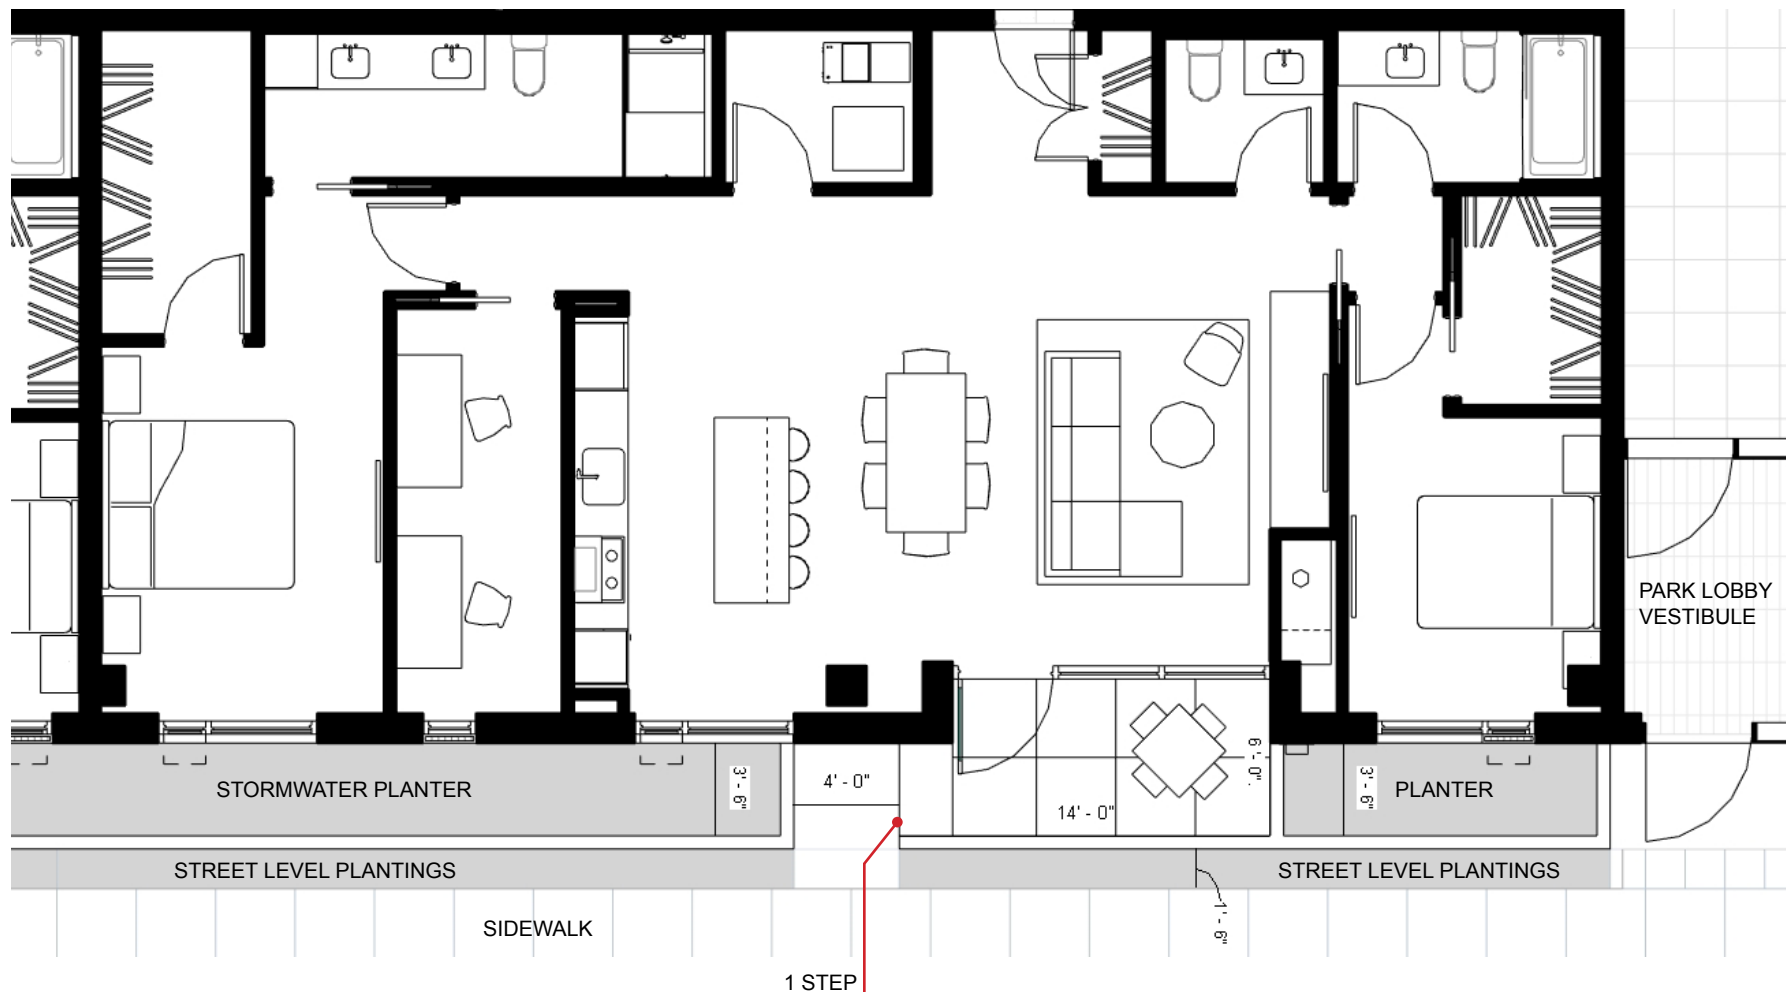 PARK LOBBY
VESTIBULE
STORMWATER PLANTER
3' - 6"
4' - 0"
14' - 0"
6' - 0"
3' - 6"
PLANTER
STREET LEVEL PLANTINGS
STREET LEVEL PLANTINGS
1' - 6"
SIDEWALK
1 STEP